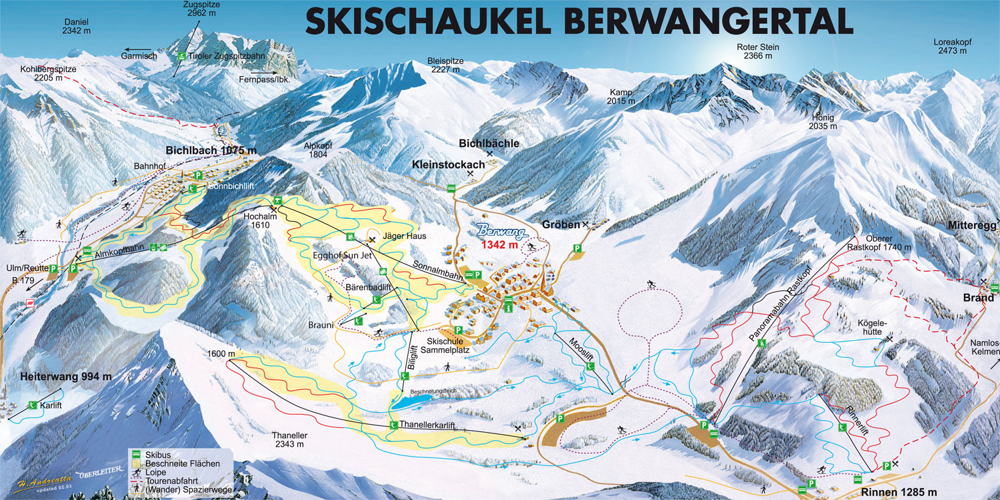 SKISCHAUKEL BERWANGERTAL
Zugspitze
2962 m
Daniel
2342 m
Garmisch
Tiroler Zugspitzbahn
Fernpass/Ibk.
Kohlbergspitze
2205 m
Bleispitze
2227 m
Roter Stein
2366 m
Loreakopf
2473 m
Kamp
2015 m
Hönig
2035 m
Bichlbach 1075 m
Alpkopf
1804
Bichlbächle
Kleinstockach
Bahnhof
P
Sonnbichllift
Hochalm
1610
Jäger Haus
Berwang
1342 m
Gröben
Mitteregg
Oberer
Rastkopf 1740 m
Almkopfbahn
Egghof Sun Jet
Sonnalmbahn
P
P
Ulm/Reutte
P
P
B.179
Bärenbadlift
Brauni
i
P
Skischule
Sammelplatz
Panoramabahn Rastkopf
Brand
Kögele-
hütte
Namlos-
Kelmen
Mooslift
Biliglift
1600 m
Heiterwang 994 m
Karlift
Beschneiungsteich
Thanellerkarlift
P
P
Rinnerlift
Thaneller
2343 m
P
P
Rinnen 1285 m
Skibus
Beschneite Flächen
Loipe
Tourenabfahrt
(Wander) Spazierwege
H. Andreatta
updated 02.03
ÜBERLEITER